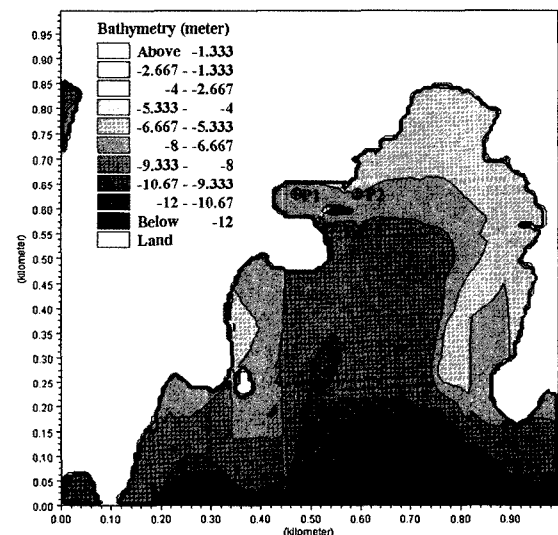 Bathymetry (meter)
Above -1.333
-2.667 - -1.333
-4 - -2.667
-5.333 - -4
-6.667 - -5.333
-8 - -6.667
-9.333 - -8
-10.67 - -9.333
-12 - -10.67
Below -12
Land
P1
P2
0.95
0.90
0.85
0.80
0.75
0.70
0.65
0.60
0.55
0.50
0.45
0.40
0.35
0.30
0.25
0.20
0.15
0.10
0.05
0.00
(kilometer)
0.00 0.10 0.20 0.30 0.40 0.50 0.60 0.70 0.80 0.90
(kilometer)